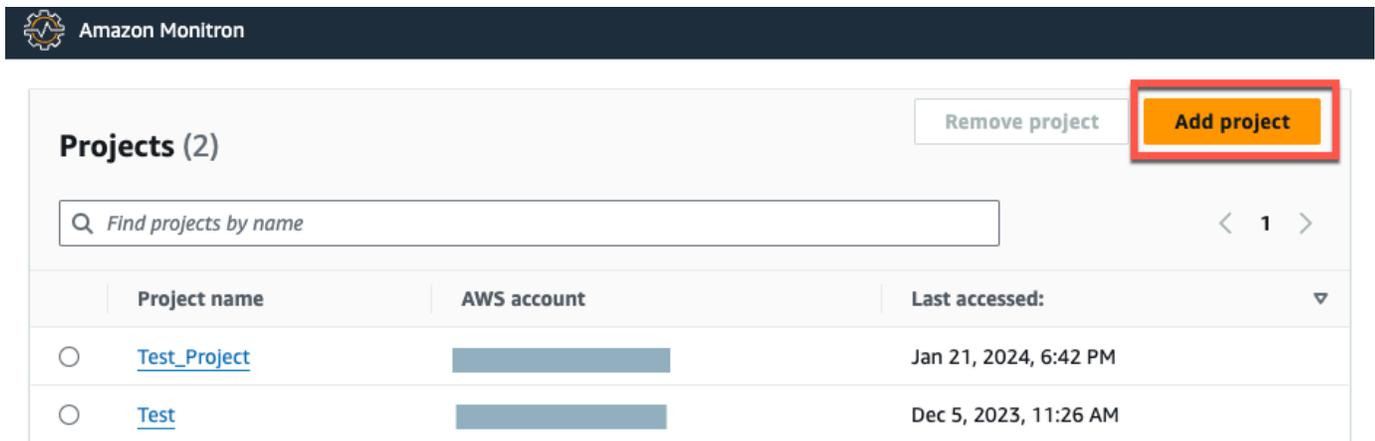 Amazon Monitron
Remove project
Add project
Projects (2)
Find projects by name
1
Project name AWS account Last accessed:
Test_Project Jan 21, 2024, 6:42 PM
Test Dec 5, 2023, 11:26 AM